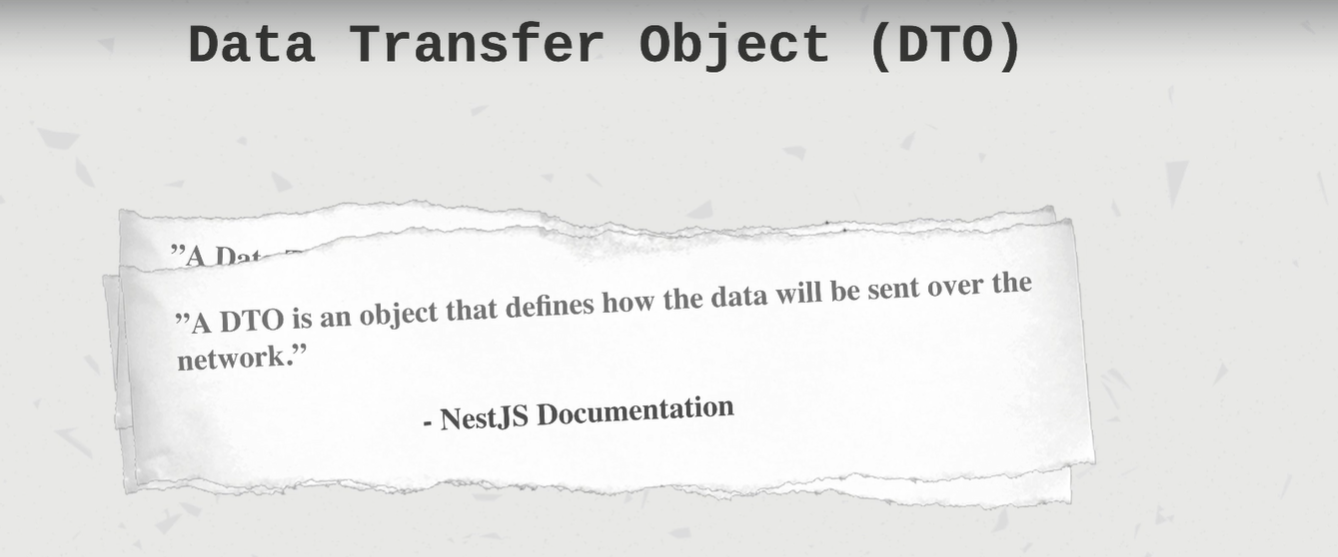 Data Transfer Object (DTO)
”A Dat
”A DTO is an object that defines how the data will be sent over the
network.”
- NestJS Documentation